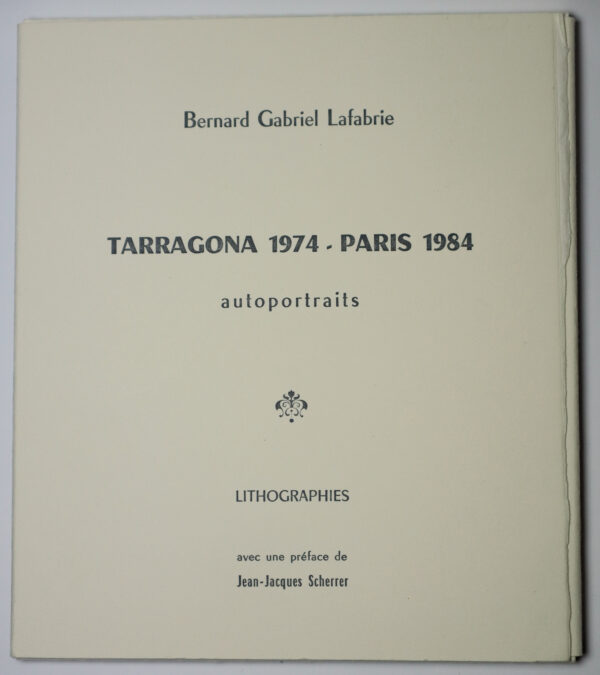 Bernard Gabriel Lafabrie
TARRAGONA 1974 - PARIS 1984
autoportraits
LITHOGRAPHIES
avec une préface de
Jean-Jacques Scherrer